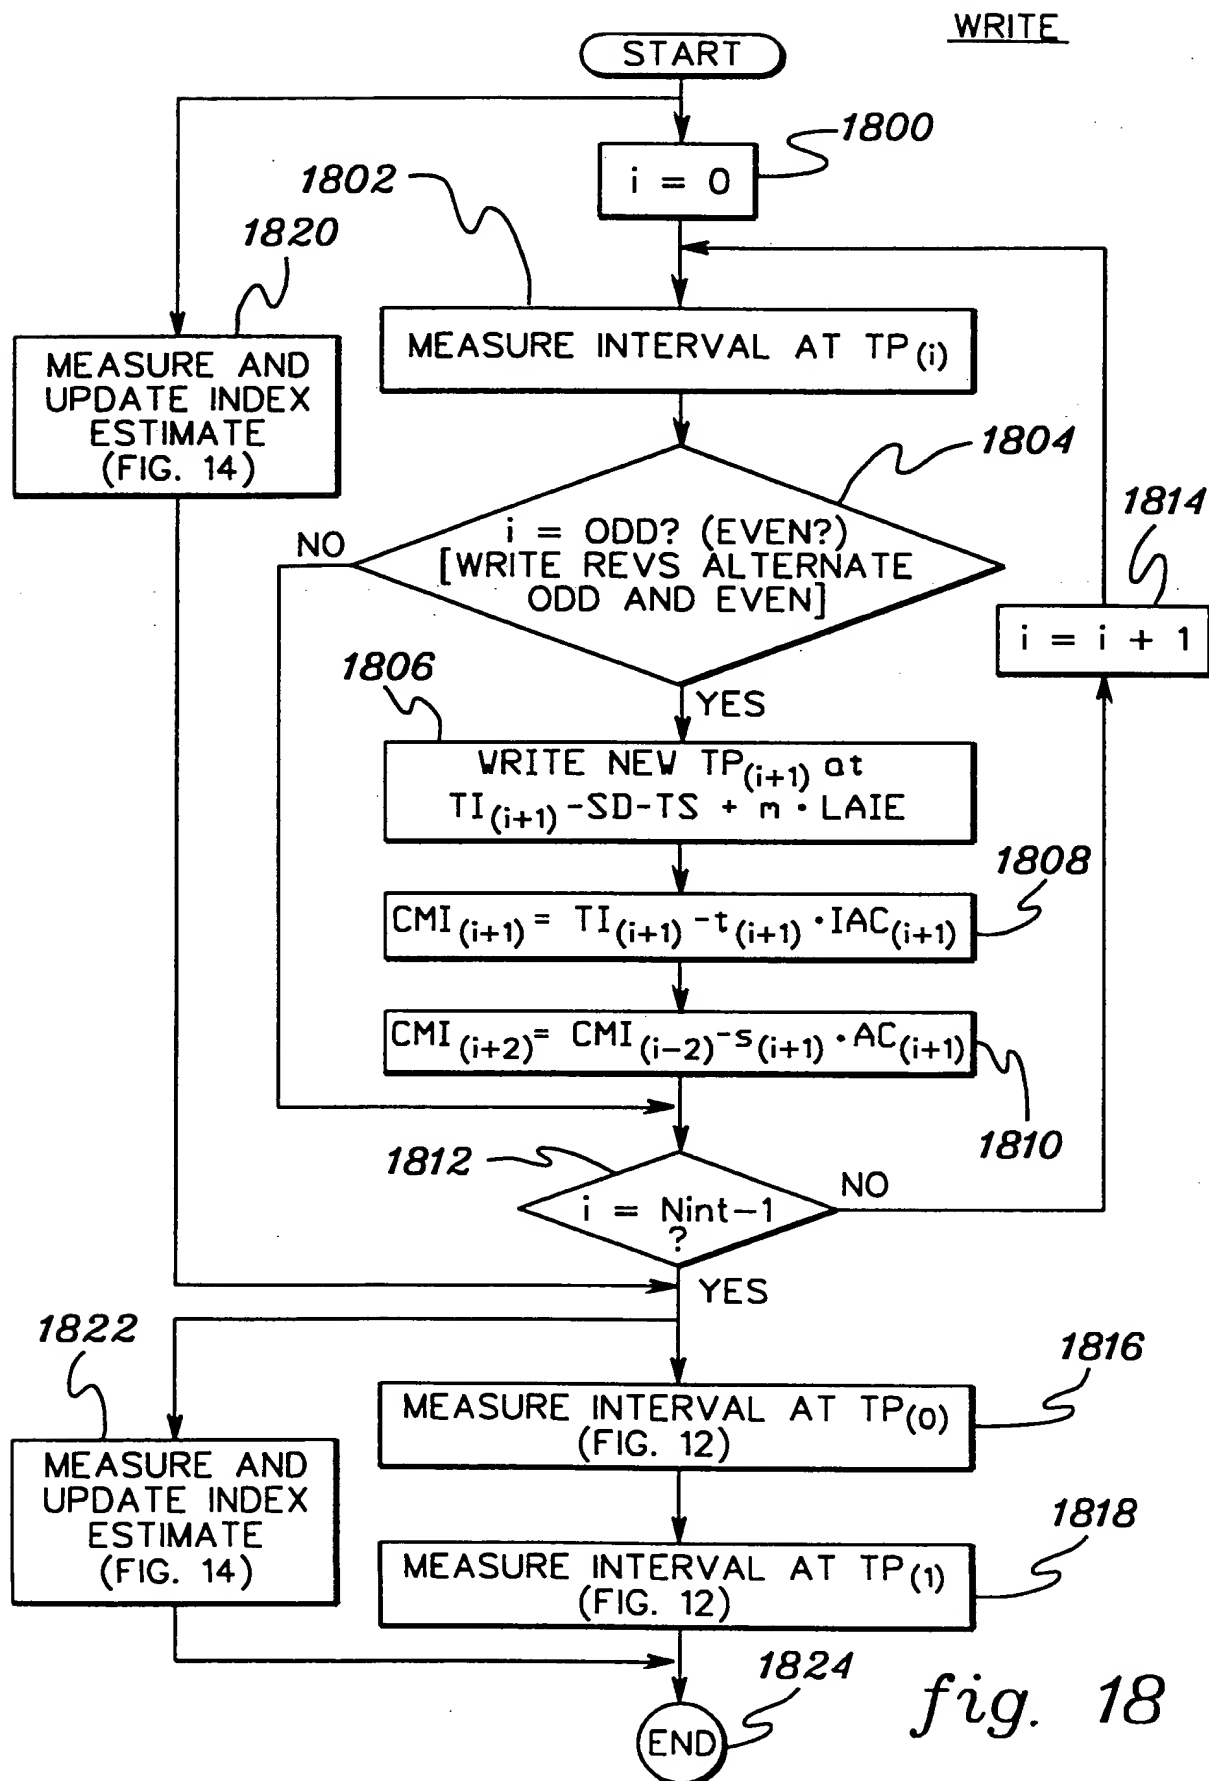 WRITE
START
1800
i = 0
1802
1820
MEASURE INTERVAL AT TP(i)
MEASURE AND
UPDATE INDEX
ESTIMATE
(FIG. 14)
1804
1814
NO
i = ODD? (EVEN?)
[WRITE REVS ALTERNATE
ODD AND EVEN]
i = i + 1
1806
YES
WRITE NEW TP(i+1) at
TI(i+1) -SD-TS + m · LAIE
1808
CMI(i+1) = TI(i+1) -t(i+1) ·IAC(i+1)
CMI(i+2)= CMI(i-2) -s(i+1) ·AC(i+1)
1810
1812
NO
i = Nint-1
?
YES
1822
1816
MEASURE INTERVAL AT TP(0)
(FIG. 12)
MEASURE AND
UPDATE INDEX
ESTIMATE
(FIG. 14)
1818
MEASURE INTERVAL AT TP(1)
(FIG. 12)
1824
END
fig. 18